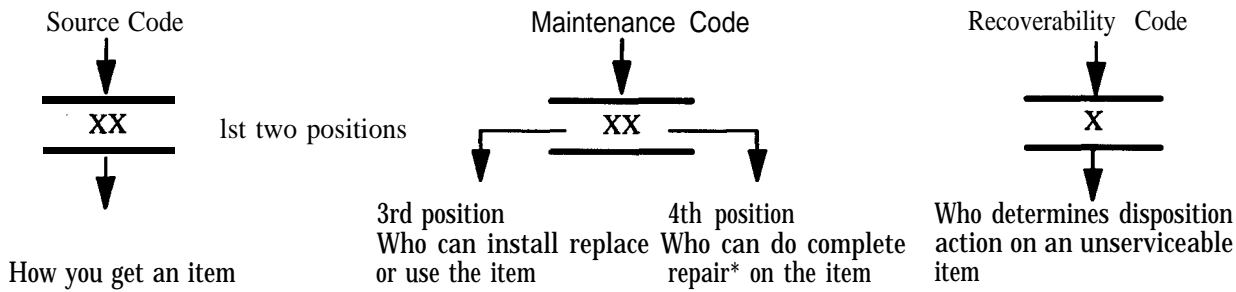 Source Code
Maintenance Code
Recoverability Code
XX
lst two positions
XX
X
3rd position
Who can install replace
or use the item
4th position
Who can do complete
repair* on the item
Who determines disposition
action on an unserviceable
item
How you get an item